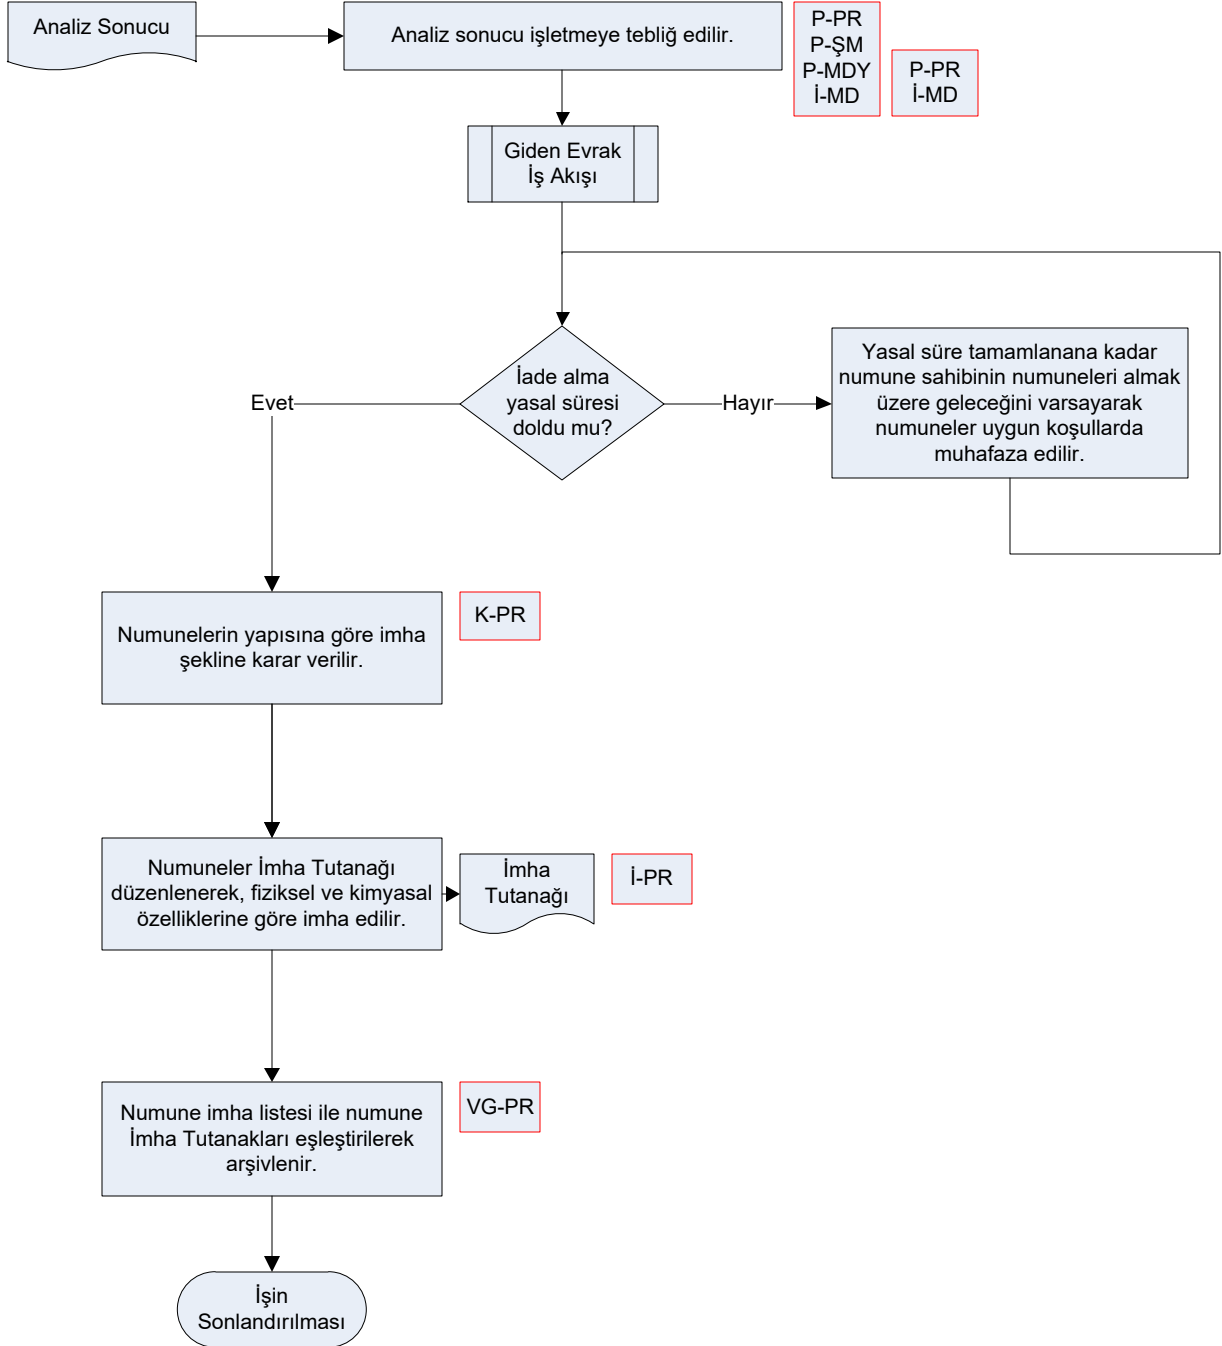 Analiz Sonucu
Analiz sonucu işletmeye tebliğ edilir.
P-PR
P-ŞM
P-MDY
İ-MD
P-PR
İ-MD
Giden Evrak
İş Akışı
İade alma
yasal süresi
doldu mu?
Evet
Hayır
Yasal süre tamamlanana kadar
numune sahibinin numuneleri almak
üzere geleceğini varsayarak
numuneler uygun koşullarda
muhafaza edilir.
Numunelerin yapısına göre imha
şekline karar verilir.
K-PR
Numuneler İmha Tutanağı
düzenlenerek, fiziksel ve kimyasal
özelliklerine göre imha edilir.
İmha
Tutanağı
İ-PR
Numune imha listesi ile numune
İmha Tutanakları eşleştirilerek
arşivlenir.
VG-PR
İşin
Sonlandırılması